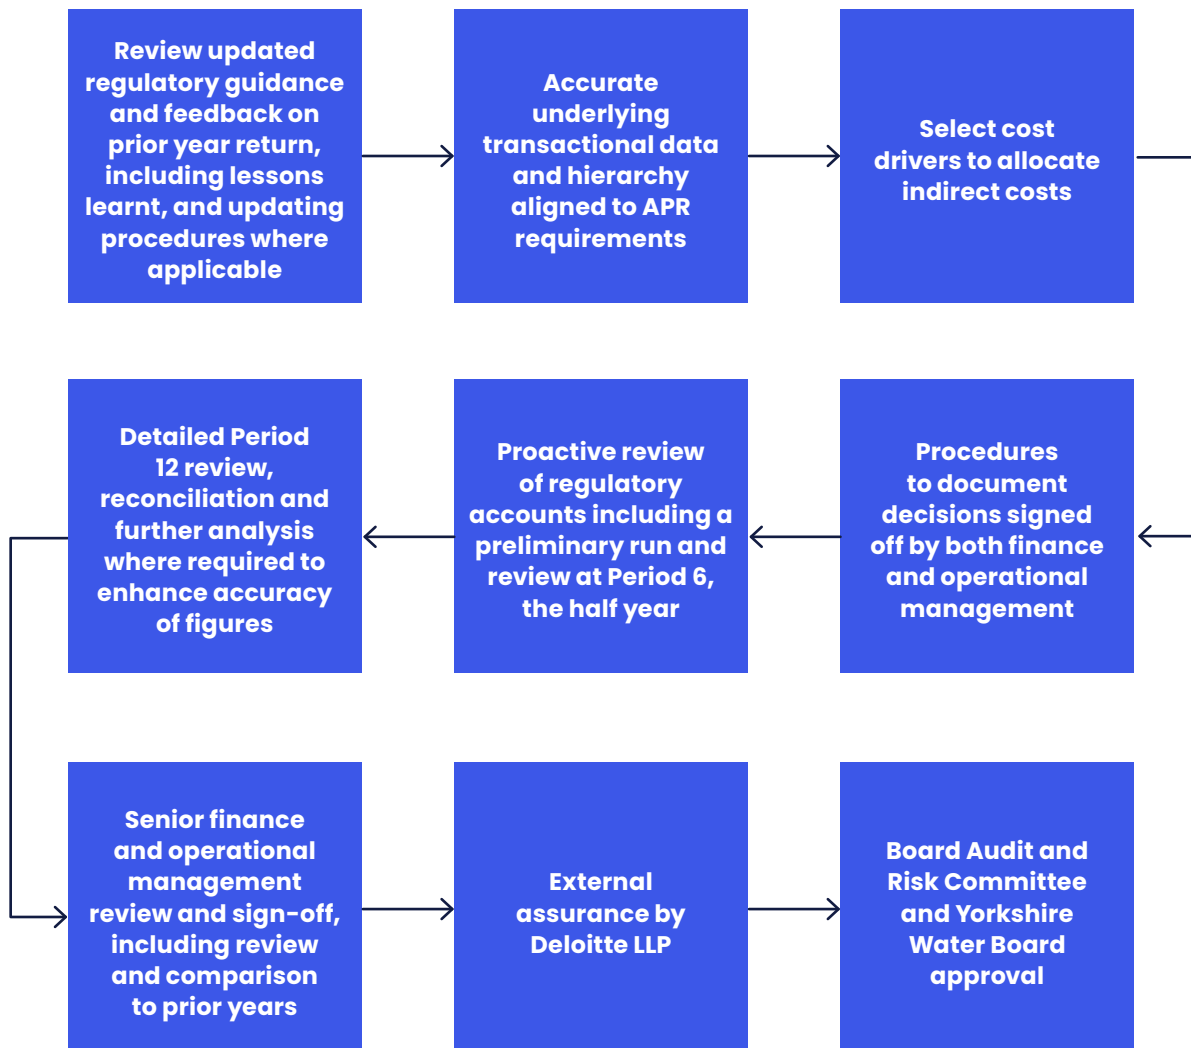 Review updated
regulatory guidance
and feedback on
prior year return,
including lessons
learnt, and updating
procedures where
applicable
Accurate
underlying
transactional data
and hierarchy
aligned to APR
requirements
Select cost
drivers to allocate
indirect costs
Procedures
to document
decisions signed
off by both finance
and operational
management
Proactive review
of regulatory
accounts including a
preliminary run and
review at Period 6,
the half year
Detailed Period
12 review,
reconciliation and
further analysis
where required to
enhance accuracy
of figures
Senior finance
and operational
management
review and sign-off,
including review
and comparison
to prior years
External
assurance by
Deloitte LLP
Board Audit and
Risk Committee
and Yorkshire
Water Board
approval